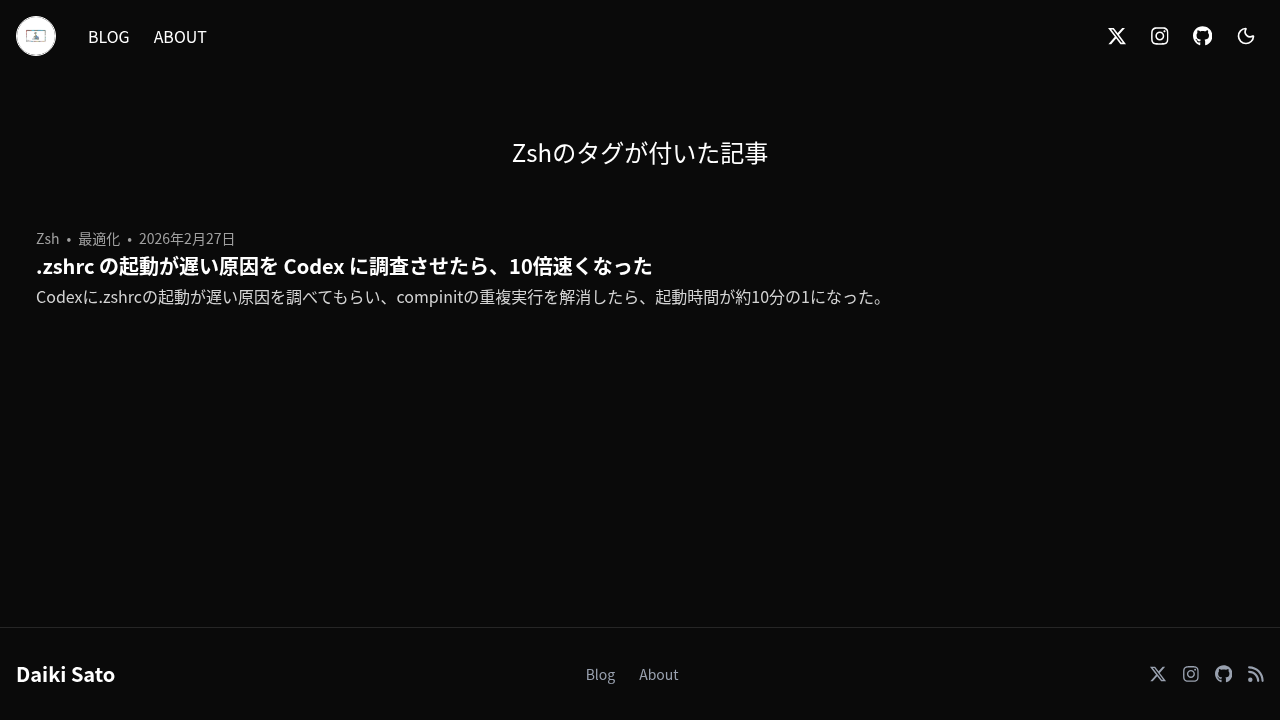 BLOG ABOUT
Zshのタグが付いた記事
Zsh • 最適化 • 2026年2月27日
.zshrc の起動が遅い原因を Codex に調査させたら、10倍速くなった
Codexに.zshrcの起動が遅い原因を調べてもらい、compinitの重複実行を解消したら、起動時間が約10分の1になった。
Daiki Sato
Blog About